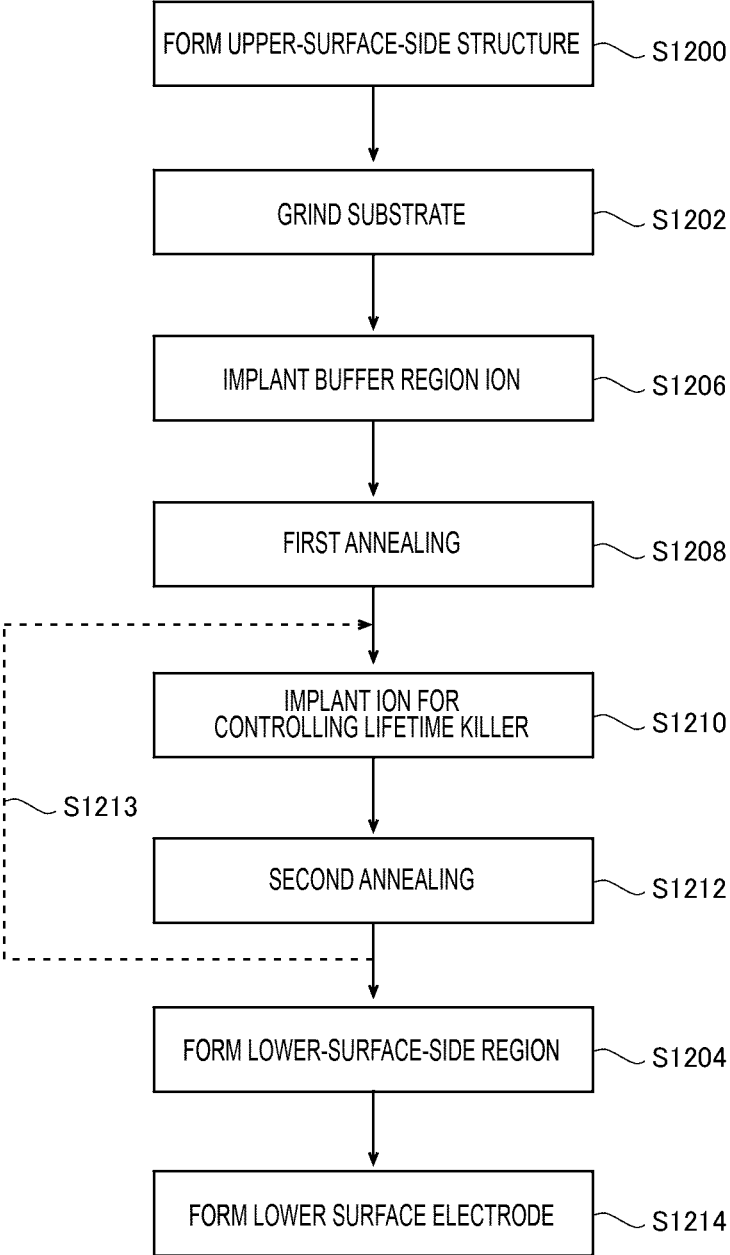 FORM UPPER-SURFACE-SIDE STRUCTURE
S1200
GRIND SUBSTRATE
S1202
IMPLANT BUFFER REGION ION
S1206
FIRST ANNEALING
S1208
IMPLANT ION FOR
CONTROLLING LIFETIME KILLER
S1210
S1213
SECOND ANNEALING
S1212
FORM LOWER-SURFACE-SIDE REGION
S1204
FORM LOWER SURFACE ELECTRODE
S1214